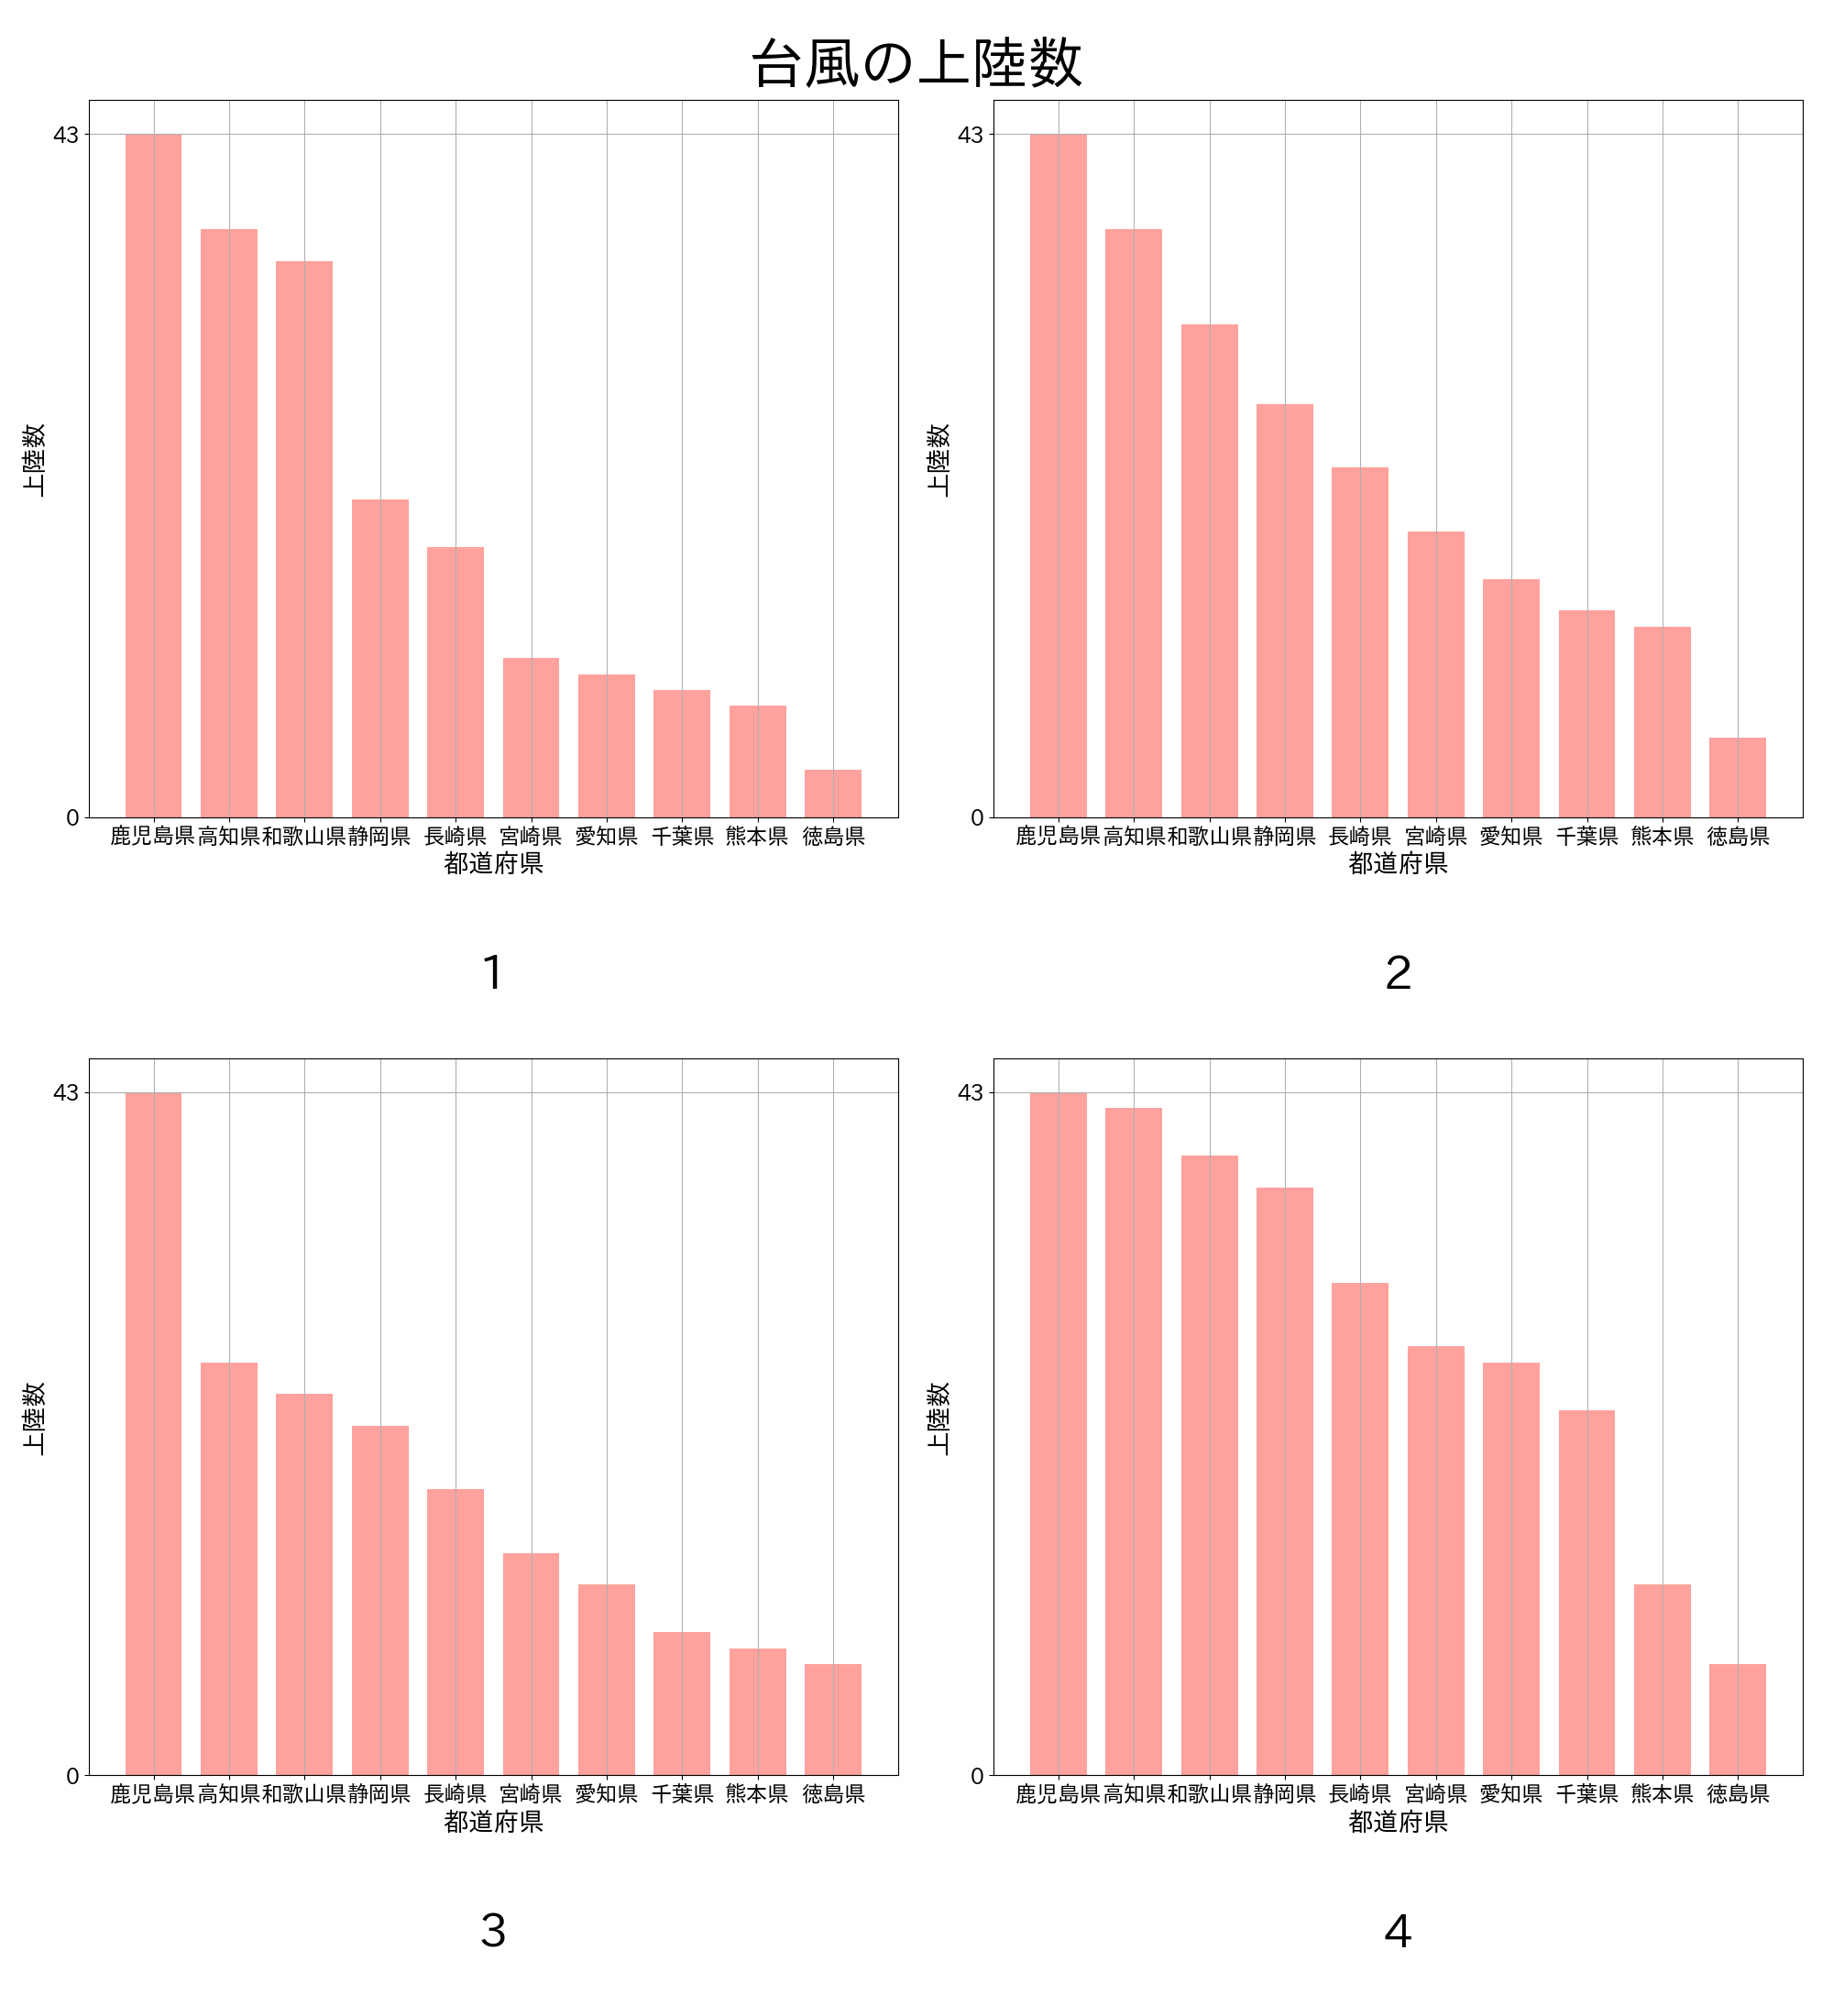 台風の上陸数
43
0
上陸数
鹿児島県 高知県 和歌山県 静岡県 長崎県 宮崎県 愛知県 千葉県 熊本県 徳島県
都道府県
1
43
0
上陸数
鹿児島県 高知県 和歌山県 静岡県 長崎県 宮崎県 愛知県 千葉県 熊本県 徳島県
都道府県
2
43
0
上陸数
鹿児島県 高知県 和歌山県 静岡県 長崎県 宮崎県 愛知県 千葉県 熊本県 徳島県
都道府県
3
43
0
上陸数
鹿児島県 高知県 和歌山県 静岡県 長崎県 宮崎県 愛知県 千葉県 熊本県 徳島県
都道府県
4